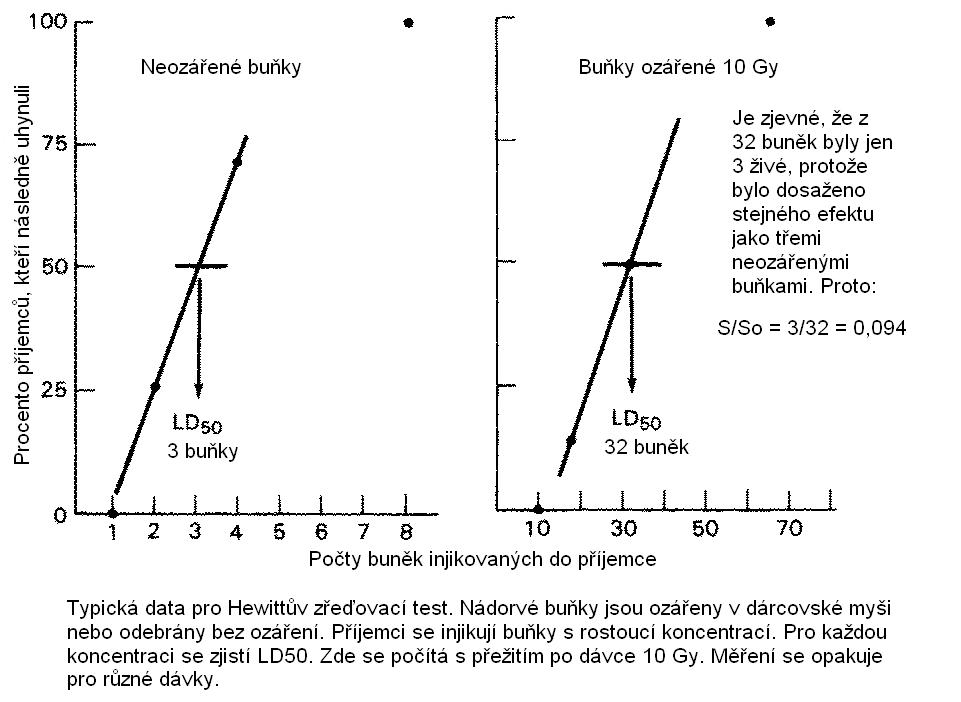 Procento příjemců, kteří následně uhynuli
100
75
50
25
0
Neozářené buňky
LD50
3 buňky
1 2 3 4 5 6 7 8
Buňky ozářené 10 Gy
Je zjevné, že z
32 buněk byly jen
3 živé, protože
bylo dosaženo
stejného efektu
jako třemi
neozářenými
buňkami. Proto:
S/So = 3/32 = 0,094
LD50
32 buněk
10 30 50 70
Počty buněk injikovaných do příjemce
Typická data pro Hewittův zřeďovací test. Nádorvé buňky jsou ozářeny v dárcovské myši
nebo odebrány bez ozáření. Příjemci se injikují buňky s rostoucí koncentrací. Pro každou
koncentraci se zjistí LD50. Zde se počítá s přežitím po dávce 10 Gy. Měření se opakuje
pro různé dávky.